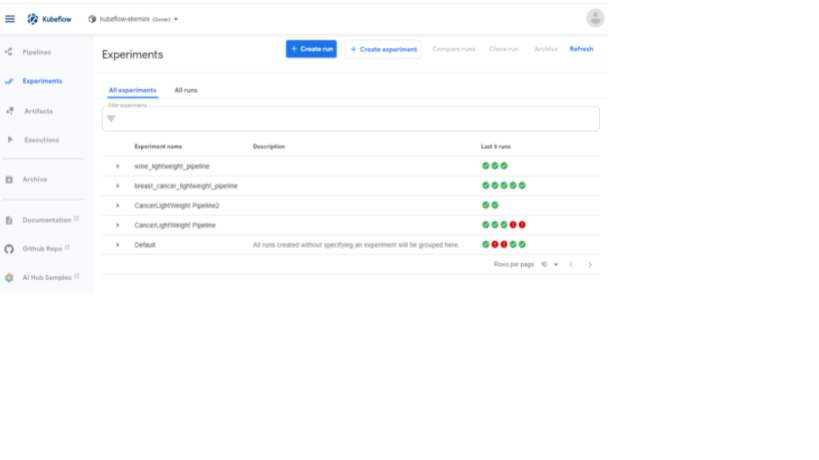 Kubeflow
kubeflow-ekemini (Owner)
Pipelines
Experiments
Artifacts
Executions
Archive
Documentation
Github Repo
AI Hub Samples
Experiments
+ Create run
+ Create experiment
Compare runs
Clone run
Archive
Refresh
All experiments
All runs
Filter experiments
Experiment name
Description
Last 5 runs
wine_lightweight_pipeline
breast_cancer_lightweight_pipeline
CancerLightWeight Pipeline2
CancerLightWeight Pipeline
Default
All runs created without specifying an experiment will be grouped here.
Rows per page: 10